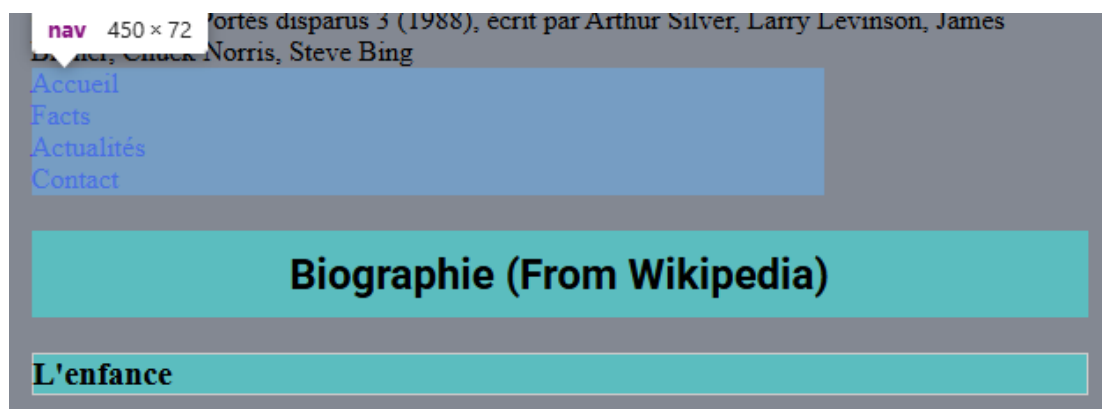 nav 450 × 72
Portés disparus 3 (1988), écrit par Arthur Silver, Larry Levinson, James
Chuck Norris, Steve Bing
Accueil
Facts
Actualités
Contact
Biographie (From Wikipedia)
L'enfance